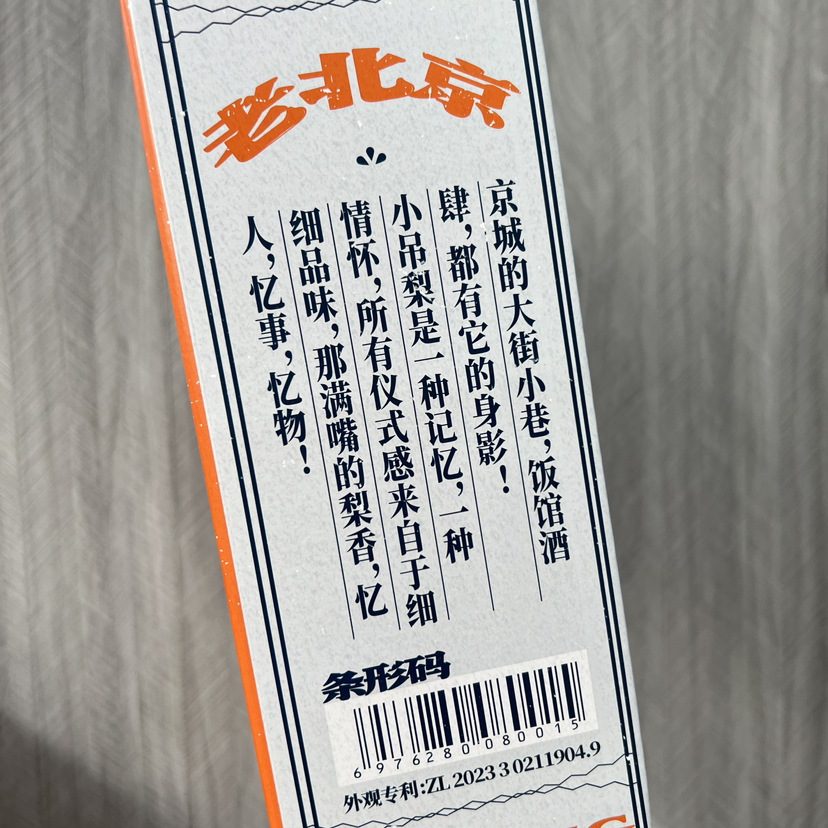 老北京
京城的大街小巷,饭馆酒
肆,都有它的身影!
小吊梨是一种记忆,一种
情怀,所有仪式感来自于细
细品味,那满嘴的梨香,忆
人,忆事,忆物!
条形码
6 976280 080015
外观专利:ZL 2023 3 0211904.9